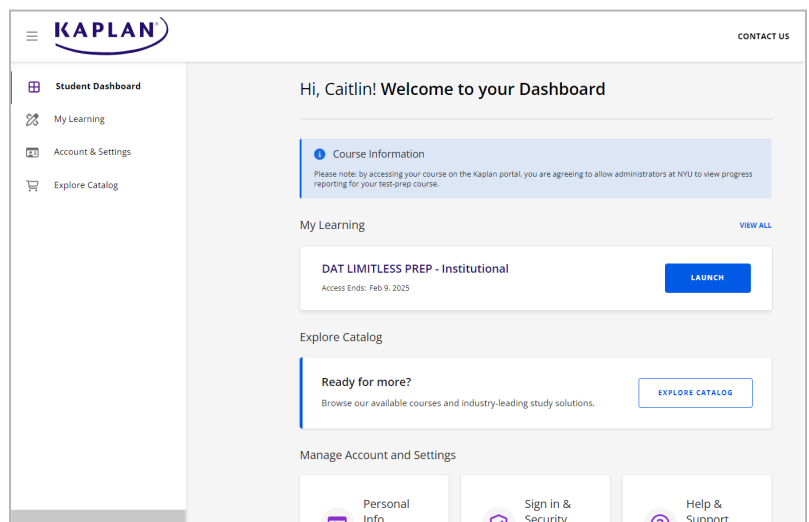 KAPLAN
CONTACT US
Student Dashboard
My Learning
Account & Settings
Explore Catalog
Hi, Caitlin! Welcome to your Dashboard
Course Information
Please note: by accessing your course on the Kaplan portal, you are agreeing to allow administrators at NYU to view progress
reporting for your test-prep course.
My Learning
VIEW ALL
DAT LIMITLESS PREP - Institutional
Access Ends: Feb 9, 2025
LAUNCH
Explore Catalog
Ready for more?
Browse our available courses and industry-leading study solutions.
EXPLORE CATALOG
Manage Account and Settings
Personal
Info
Sign in &
Security
Help &
Support